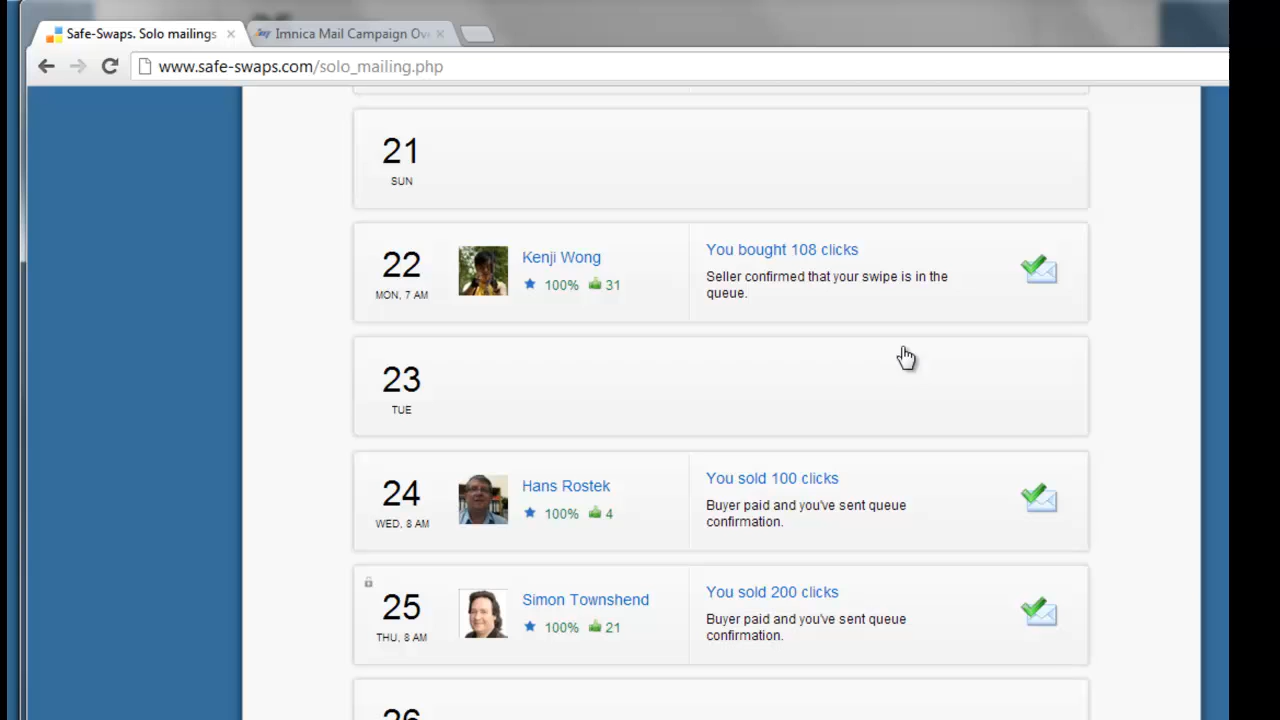 Safe-Swaps. Solo mailings
Imnica Mail Campaign Ov
www.safe-swaps.com/solo_mailing.php
21
SUN
22
MON, 7 AM
Kenji Wong
100% 31
You bought 108 clicks
Seller confirmed that your swipe is in the
queue.
23
TUE
24
WED, 8 AM
Hans Rostek
100% 4
You sold 100 clicks
Buyer paid and you've sent queue
confirmation.
25
THU, 8 AM
Simon Townshend
100% 21
You sold 200 clicks
Buyer paid and you've sent queue
confirmation.
26